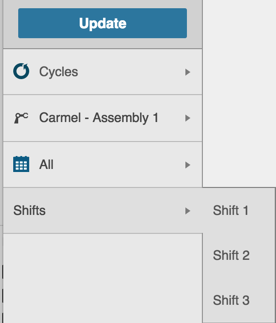 Update
Cycles
Carmel - Assembly 1
All
Shifts
Shift 1
Shift 2
Shift 3